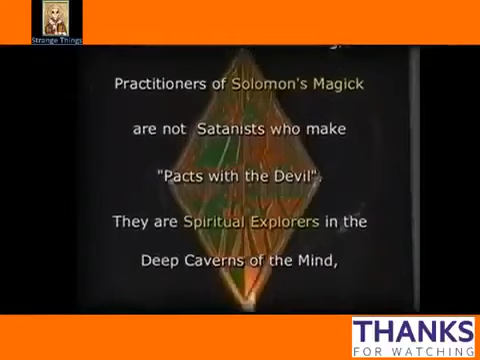 Strange Things
Practitioners of Solomon's Magick
are not Satanists who make
"Pacts with the Devil".
They are Spiritual Explorers in the
Deep Caverns of the Mind,
THANKS
FOR WATCHING